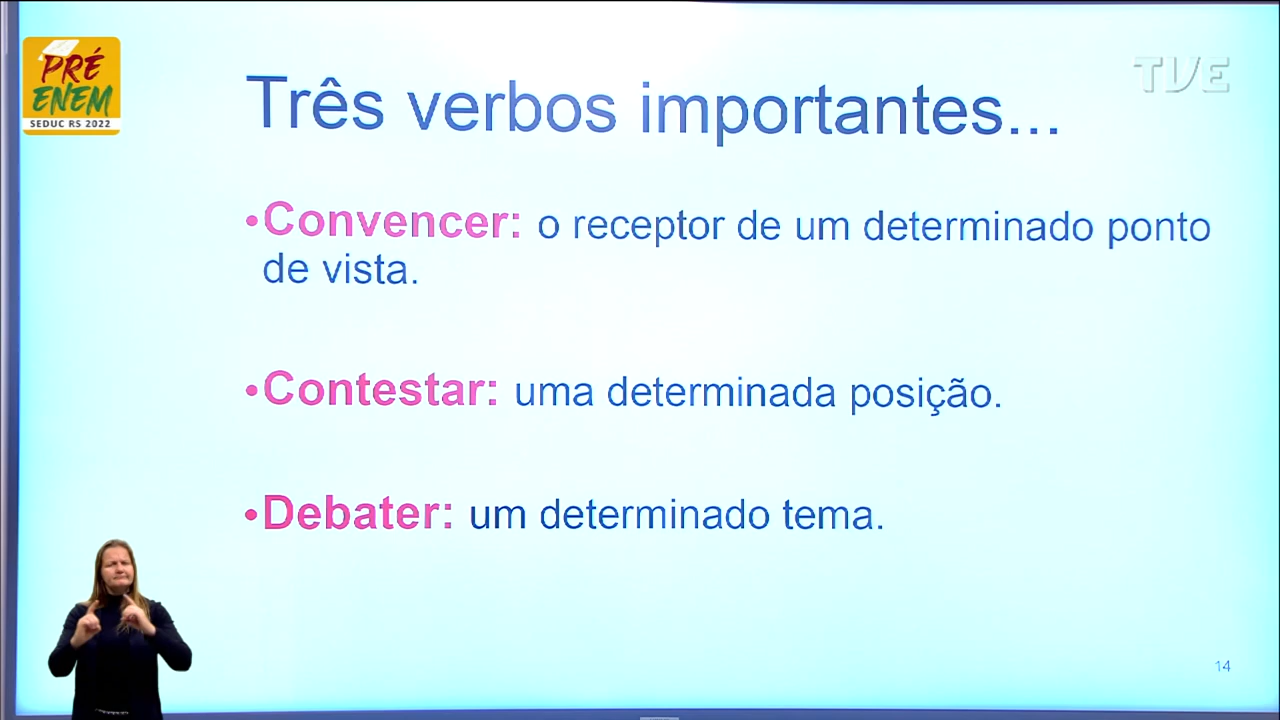 PRÉ
ENEM
SEDUC RS 2022
TVE
Três verbos importantes...
•Convencer: o receptor de um determinado ponto
de vista.
•Contestar: uma determinada posição.
•Debater: um determinado tema.
14